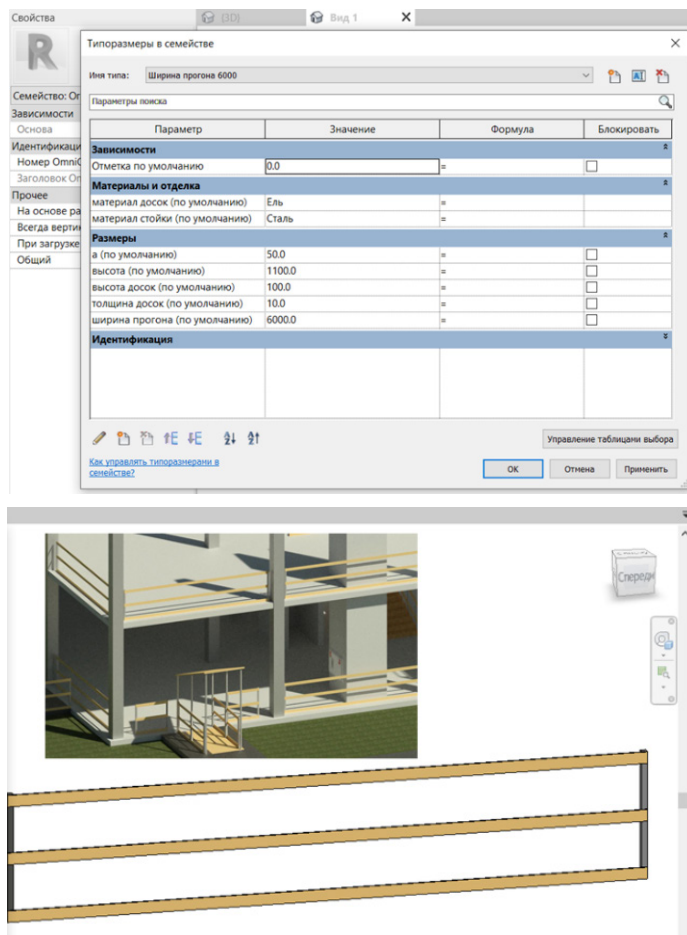 Свойства
{3D}
Вид 1
X
Типоразмеры в семействе
Имя типа: Ширина прогона 6000
Параметры поиска
Параметр Значение Формула Блокировать
Зависимости
Отметка по умолчанию 0.0 =
Материалы и отделка
материал досок (по умолчанию) Ель =
материал стойки (по умолчанию) Сталь =
Размеры
а (по умолчанию) 50.0 =
высота (по умолчанию) 1100.0 =
высота досок (по умолчанию) 100.0 =
толщина досок (по умолчанию) 10.0 =
ширина прогона (по умолчанию) 6000.0 =
Идентификация
Управление таблицами выбора
Как управлять типоразмерами в
семействе?
ОК Отмена Применить
R
Семейство: Ог
Зависимости
Основа
Идентификаци
Номер OmniC
Заголовок Om
Прочее
На основе ра
Всегда верти
При загрузке
Общий
Спереди